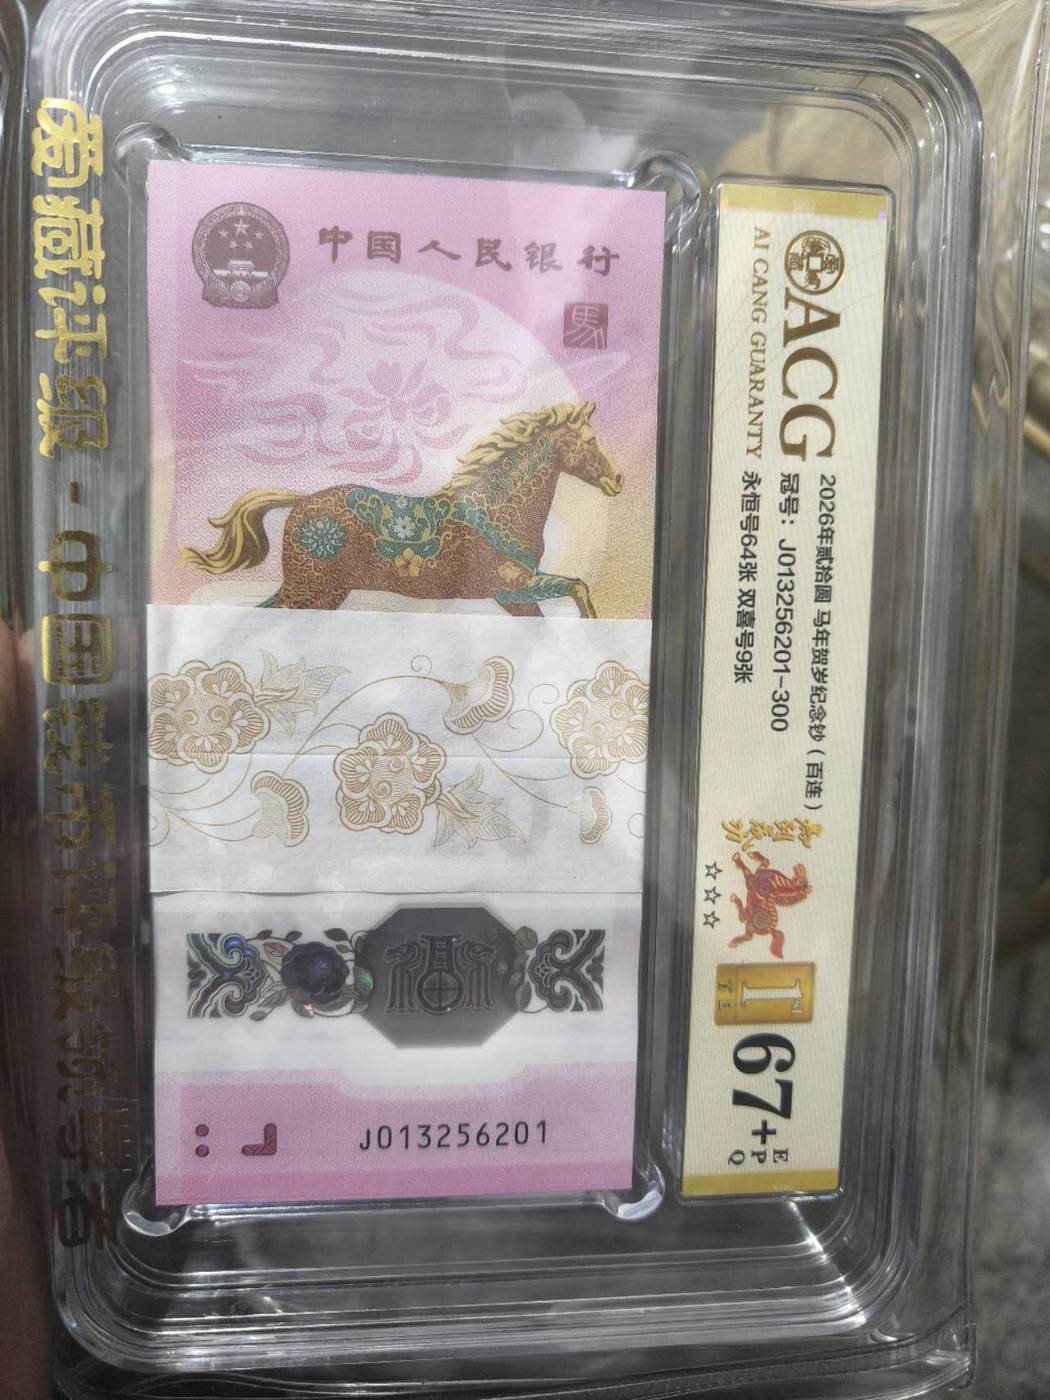 爱藏评级 - 中国钱币评级领导者
中国人民银行
馬
J013256201
ACG
AI CANG GUARANTY
2026年贰拾圆 马年贺岁纪念钞(百连)
冠号:J013256201-300
永恒号64张 双喜号9张
☆☆☆
1ST
67+
EPQ